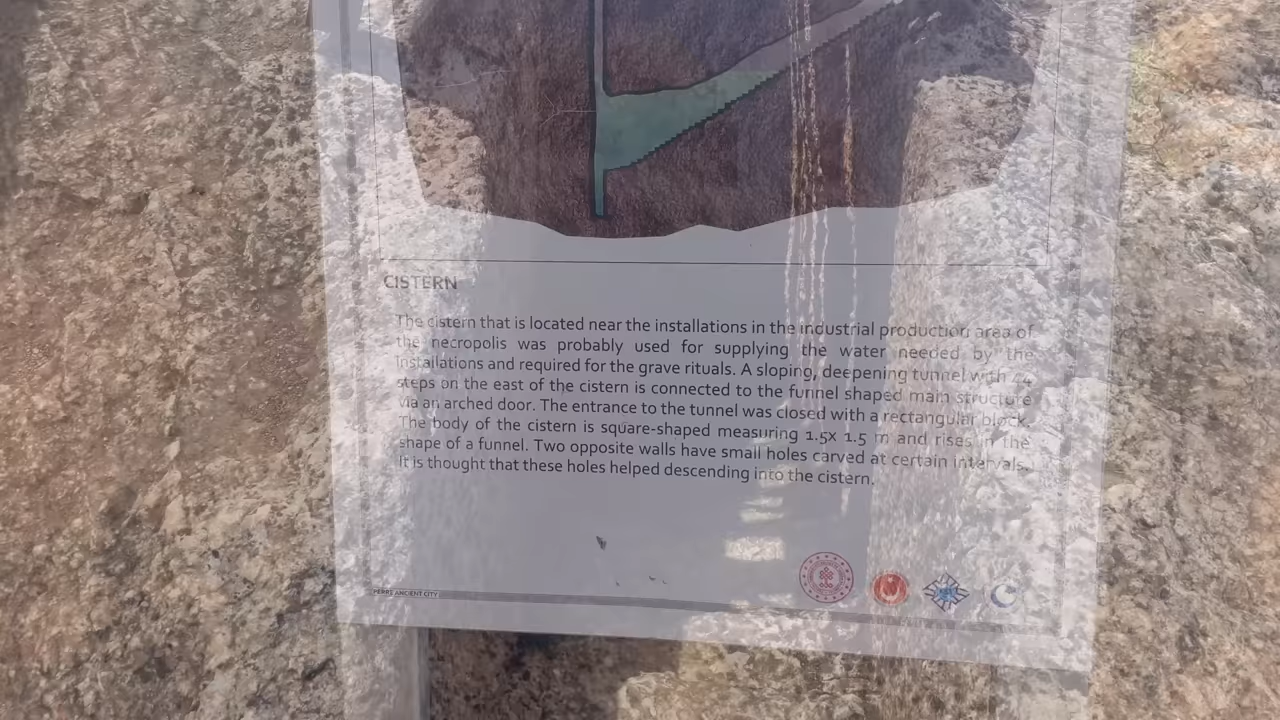 CISTERN
The cistern that is located near the installations in the industrial production area of
the necropolis was probably used for supplying the water needed by the
installations and required for the grave rituals. A sloping, deepening tunnel with 44
steps on the east of the cistern is connected to the funnel shaped main structure
via an arched door. The entrance to the tunnel was closed with a rectangular block.
The body of the cistern is square-shaped measuring 1.5x 1.5 m and rises in the
shape of a funnel. Two opposite walls have small holes carved at certain intervals.
It is thought that these holes helped descending into the cistern.
PERRE ANCIENT CITY